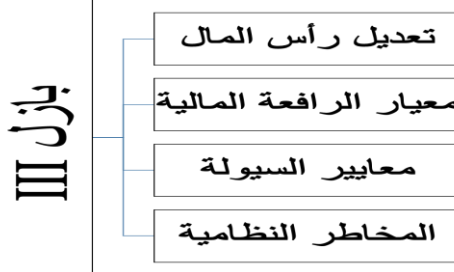 بازل III
تعديل رأس المال
معيار الرافعة المالية
معايير السيولة
المخاطر النظامية